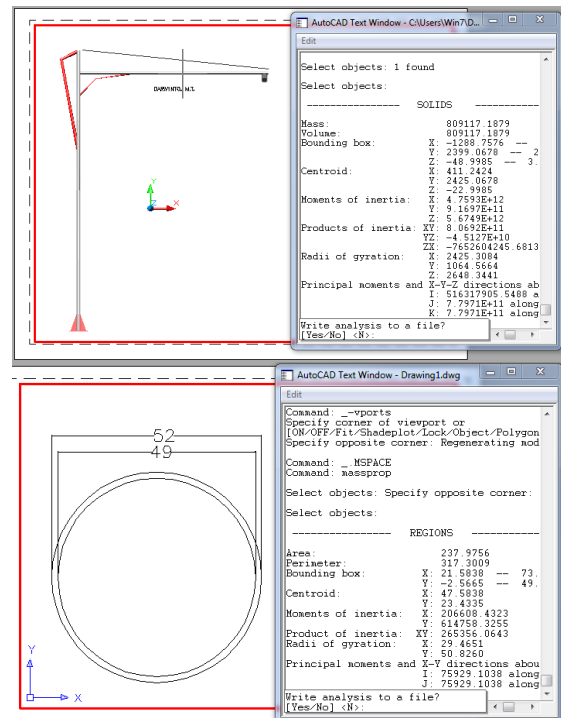 AutoCAD Text Window - C:\Users\Win7\D...
Edit
Select objects: 1 found
Select objects:
---------------- SOLIDS ----------------
Mass: 809117.1879
Volume: 809117.1879
Bounding box: X: -1288.7576 --
Y: 2399.0678 -- 2
Z: -48.9985 -- 3.
Centroid: X: 411.2424
Y: 2425.0678
Z: -22.9985
Moments of inertia: X: 4.7593E+12
Y: 9.1697E+11
Z: 5.6749E+12
Products of inertia: XY: 8.0692E+11
YZ: -4.5127E+10
ZX: -7652604245.6813
Radii of gyration: X: 2425.3084
Y: 1064.5664
Z: 2648.3441
Principal moments and X-Y-Z directions ab
I: 516317905.5488 a
J: 7.7971E+11 along
K: 7.7971E+11 along
Write analysis to a file?
[Yes/No] <N>:
DARWINTO, M.T.
Y
Z
X
AutoCAD Text Window - Drawing1.dwg
Edit
Command: _-vports
Specify corner of viewport or
[ON/OFF/Fit/Shadeplot/Lock/Object/Polygon
Specify opposite corner: Regenerating mod
Command: _.MSPACE
Command: massprop
Select objects: Specify opposite corner:
Select objects:
---------------- REGIONS ----------------
Area: 237.9756
Perimeter: 317.3009
Bounding box: X: 21.5838 -- 73.
Y: -2.5665 -- 49.
Centroid: X: 47.5838
Y: 23.4335
Moments of inertia: X: 206608.4323
Y: 614758.3255
Product of inertia: XY: 265356.0643
Radii of gyration: X: 29.4651
Y: 50.8260
Principal moments and X-Y directions abou
I: 75929.1038 along
J: 75929.1038 along
Write analysis to a file?
[Yes/No] <N>:
52
49
Y
X